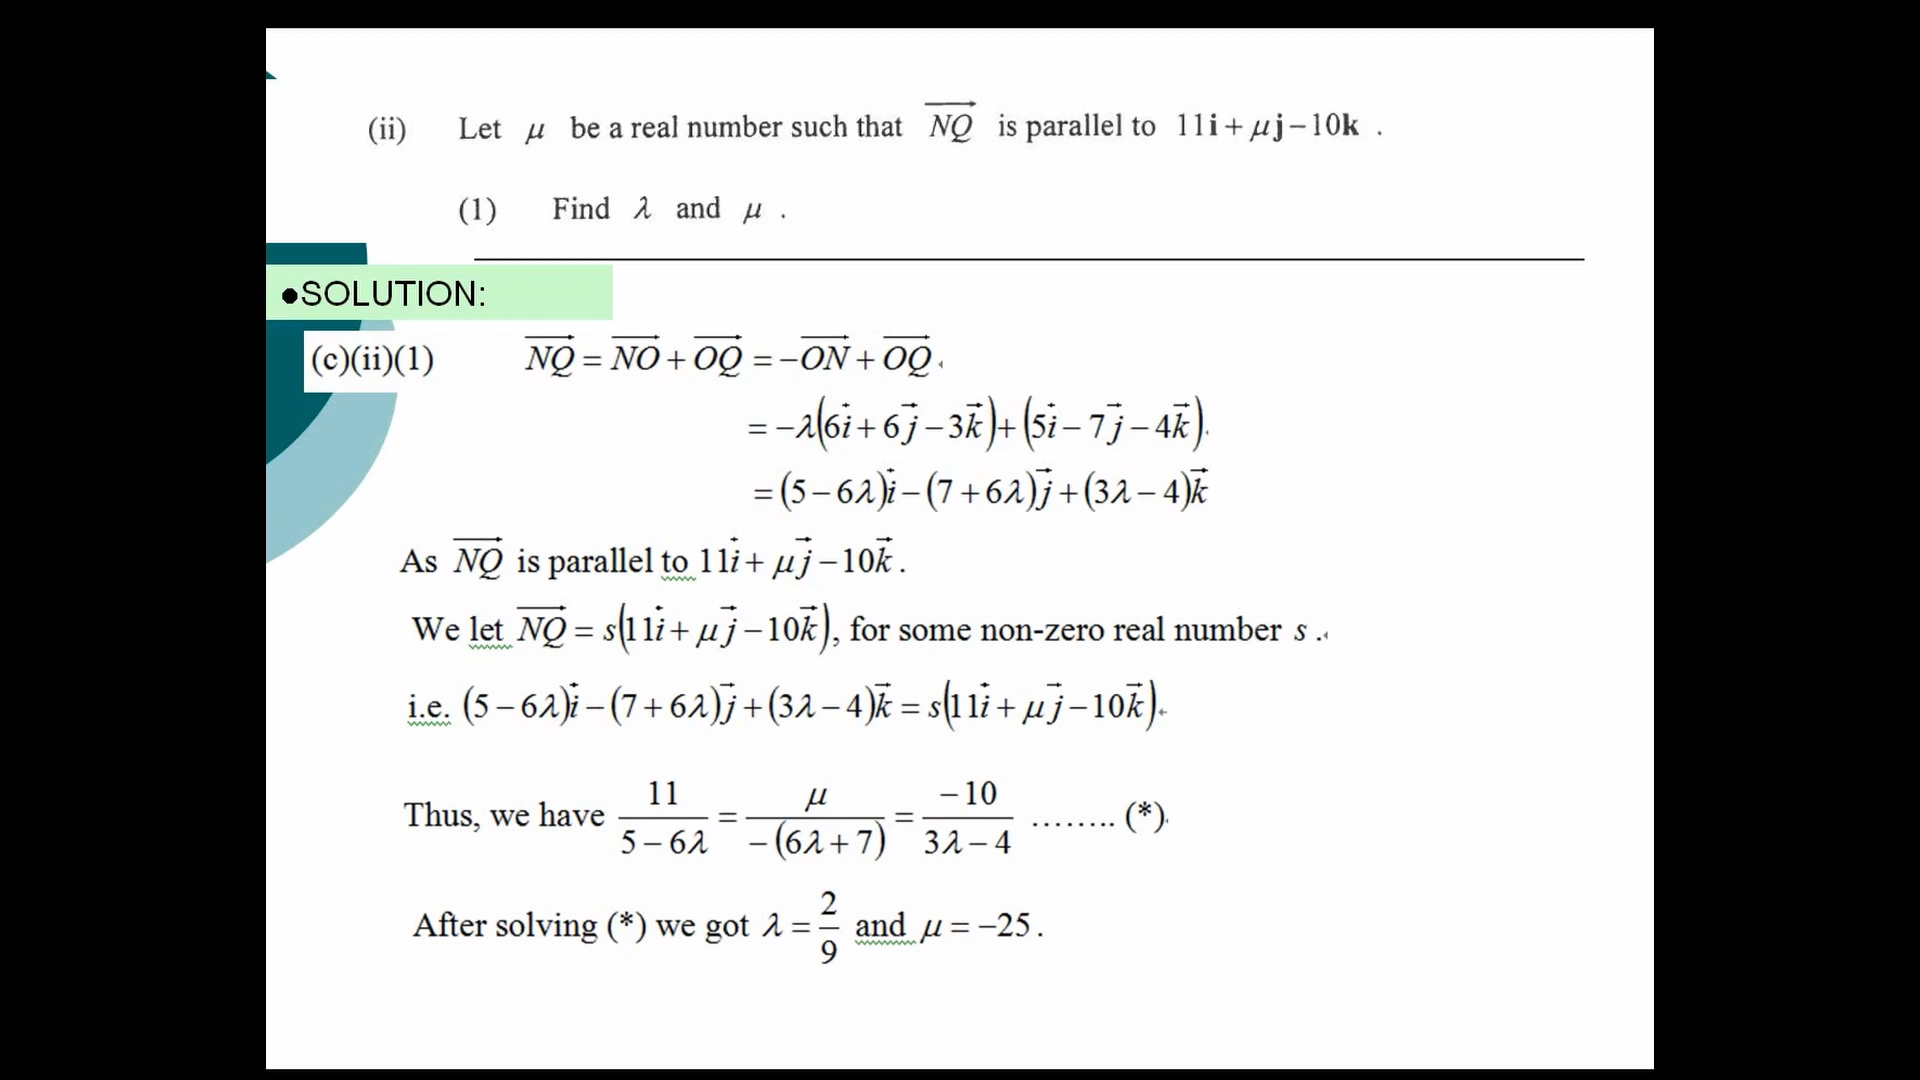 (ii) Let μ be a real number such that NQ⃗ is parallel to 11i + μj − 10k .
(1) Find λ and μ .
●SOLUTION:
(c)(ii)(1) NQ⃗ = NO⃗ + OQ⃗ = −ON⃗ + OQ⃗
= −λ(6i⃗ + 6j⃗ − 3k⃗) + (5i⃗ − 7j⃗ − 4k⃗)
= (5 − 6λ)i⃗ − (7 + 6λ)j⃗ + (3λ − 4)k⃗
As NQ⃗ is parallel to 11i⃗ + μj⃗ − 10k⃗ .
We let NQ⃗ = s(11i⃗ + μj⃗ − 10k⃗), for some non-zero real number s .
i.e. (5 − 6λ)i⃗ − (7 + 6λ)j⃗ + (3λ − 4)k⃗ = s(11i⃗ + μj⃗ − 10k⃗)
Thus, we have 11/(5 − 6λ) = μ/(−(6λ + 7)) = −10/(3λ − 4) ........ (*)
After solving (*) we got λ = 2/9 and μ = −25 .